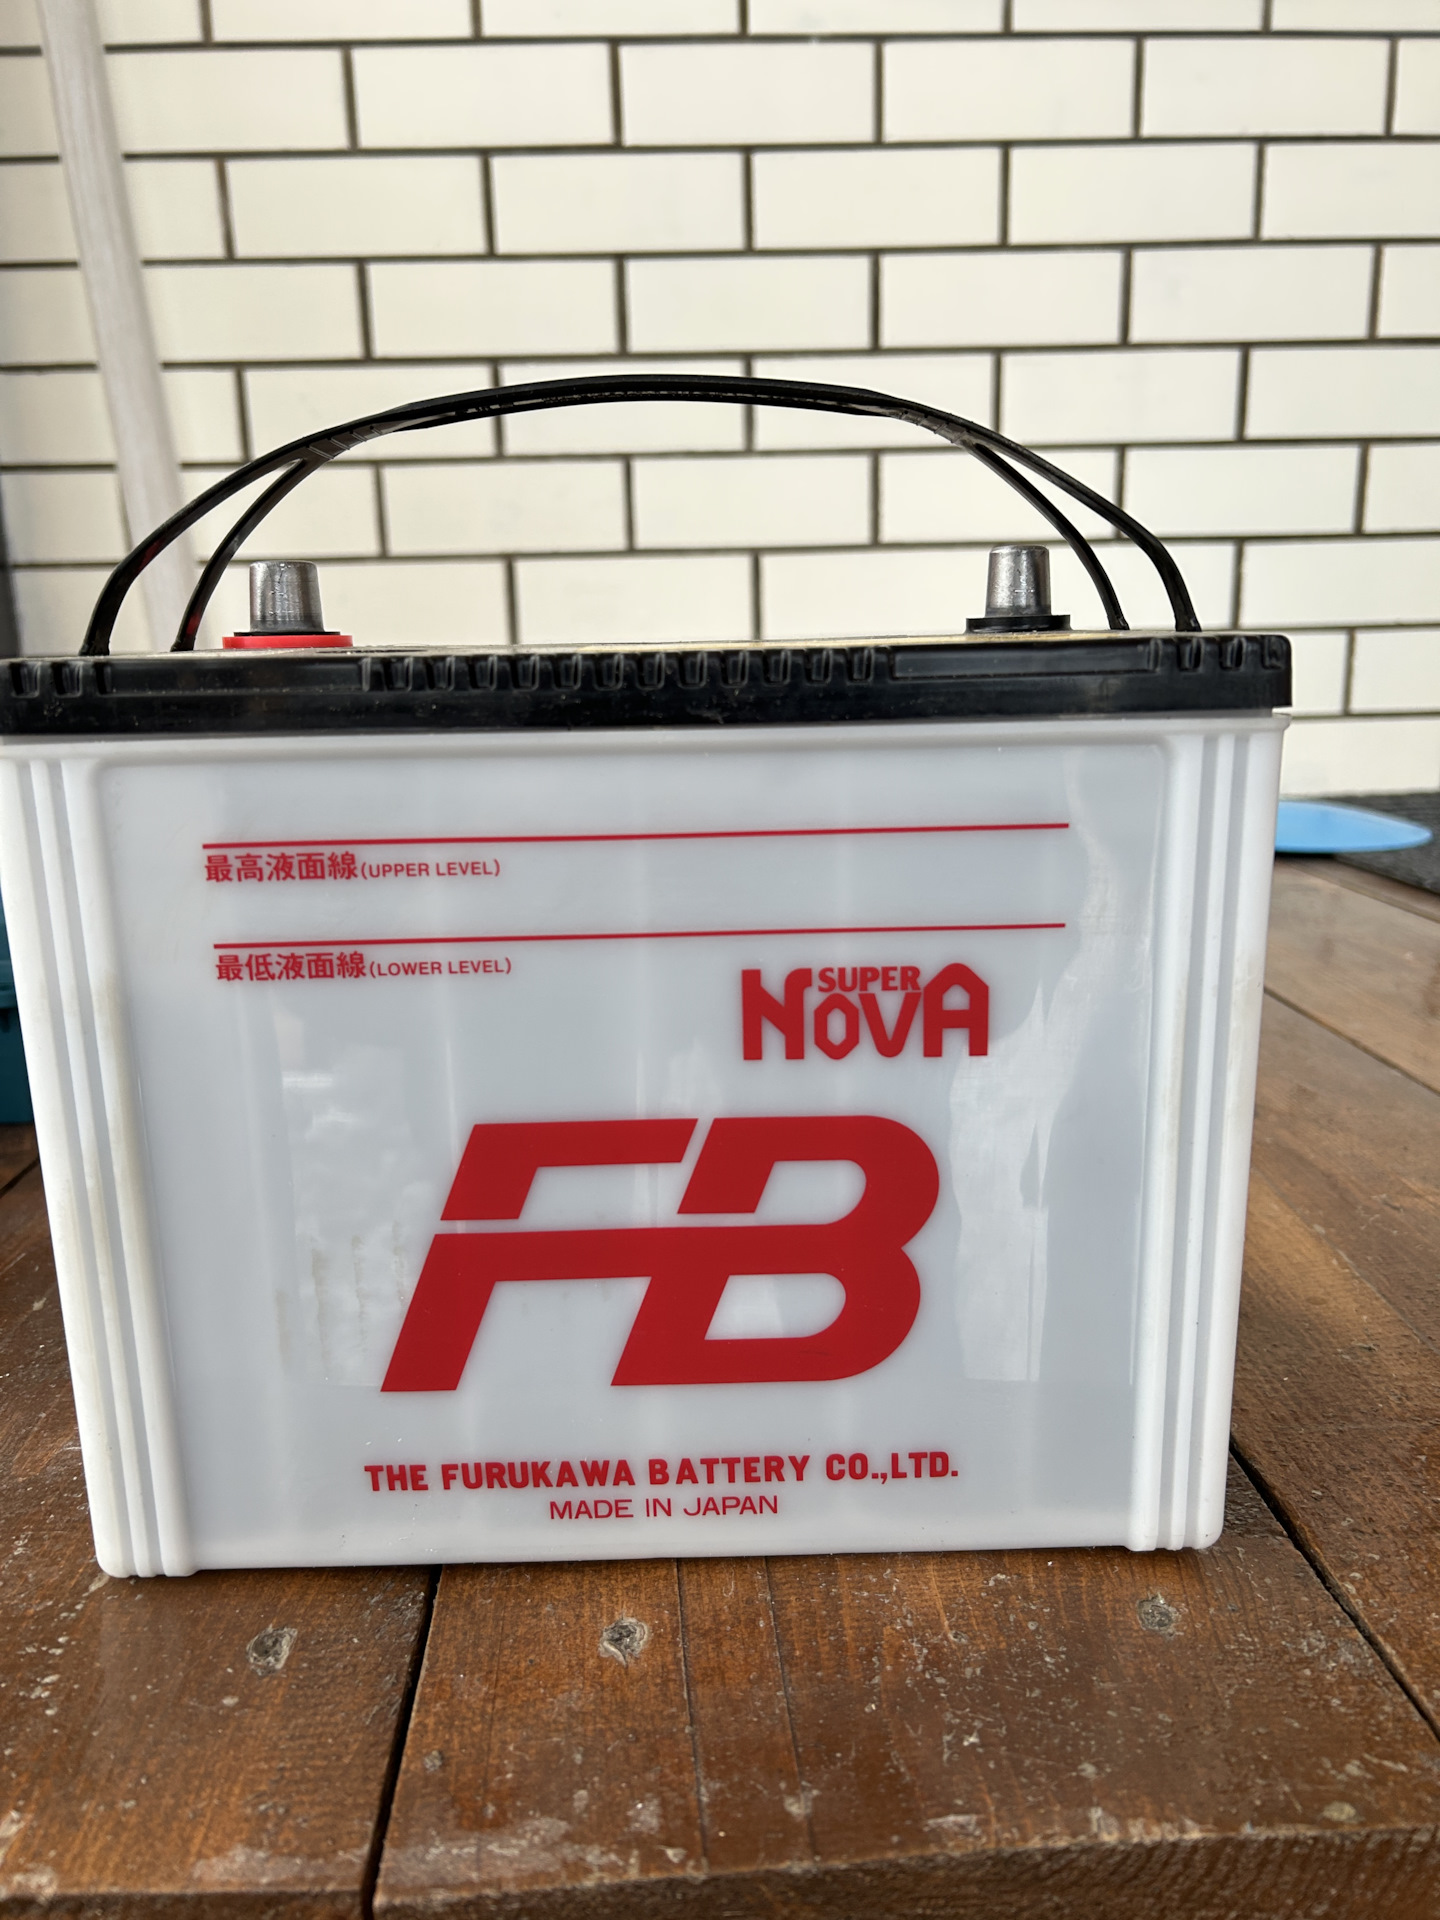 最高液面線(UPPER LEVEL)
最低液面線(LOWER LEVEL)
SUPER
NOVA
FB
THE FURUKAWA BATTERY CO.,LTD.
MADE IN JAPAN